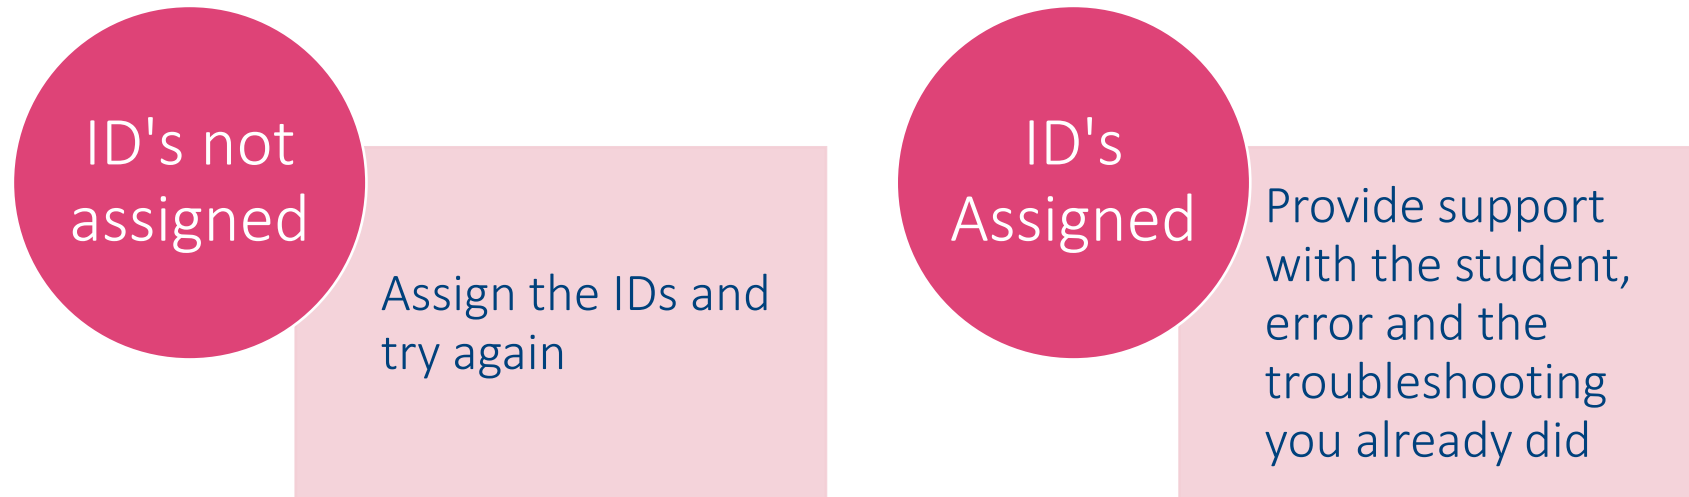 ID's not
assigned
Assign the IDs and
try again
ID's
Assigned
Provide support
with the student,
error and the
troubleshooting
you already did